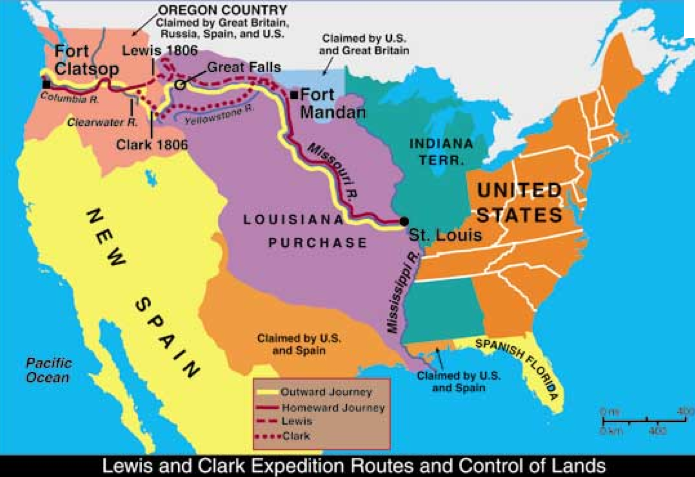 OREGON COUNTRY
Claimed by Great Britain,
Russia, Spain, and U.S.
Claimed by U.S.
and Great Britain
Fort
Clatsop
Lewis 1806
Great Falls
Columbia R.
Clearwater R.
Yellowstone R.
Fort
Mandan
Clark 1806
Missouri R.
INDIANA
TERR.
UNITED
STATES
LOUISIANA
PURCHASE
St. Louis
NEW SPAIN
Mississippi R.
Claimed by U.S.
and Spain
SPANISH FLORIDA
Pacific
Ocean
Claimed by U.S.
and Spain
Outward Journey
Homeward Journey
Lewis
Clark
0 mi 400
0 km 400
Lewis and Clark Expedition Routes and Control of Lands